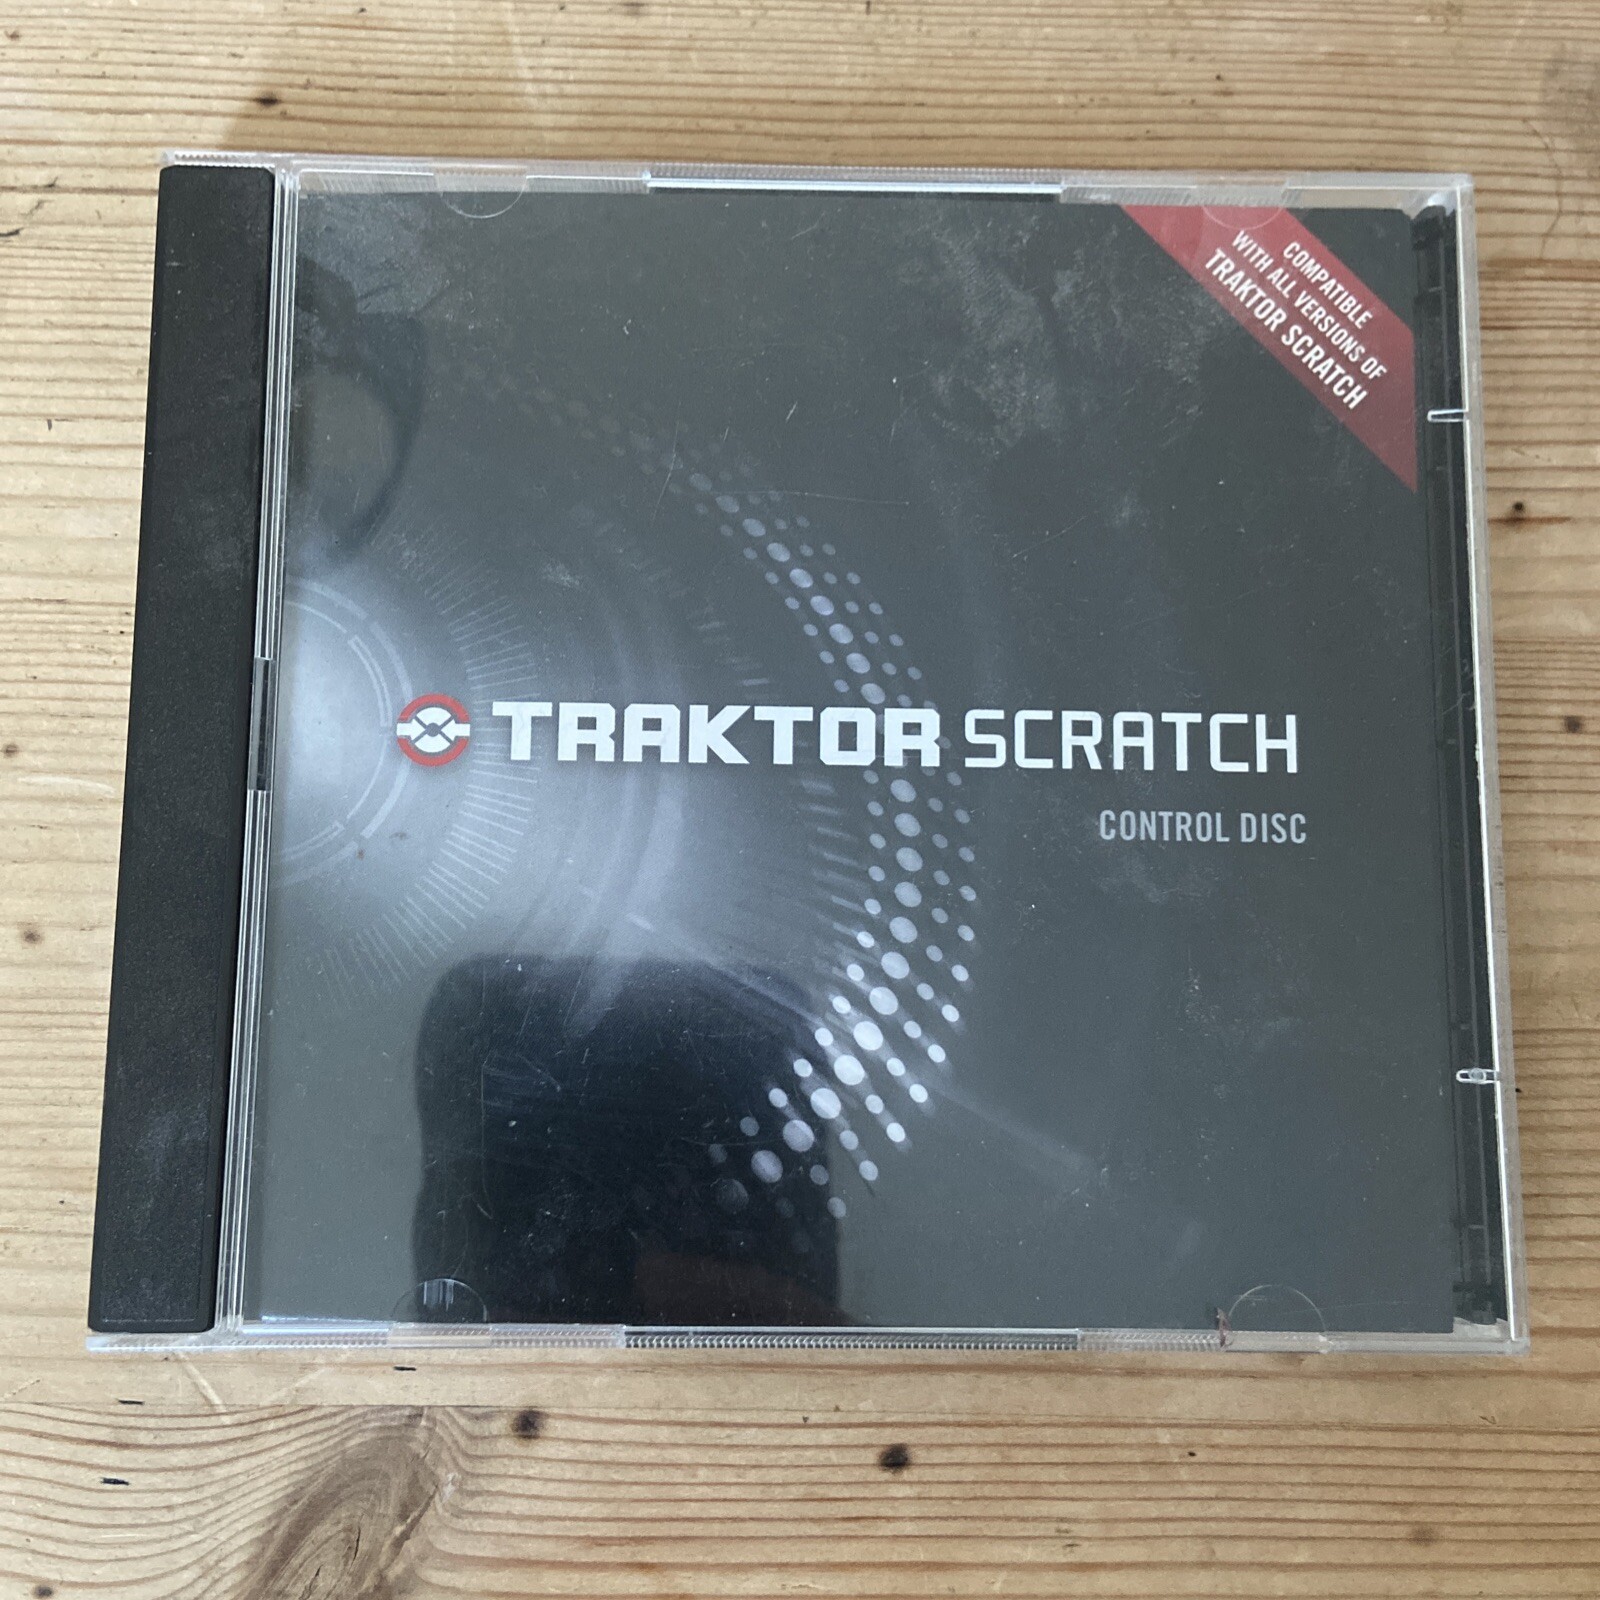 COMPATIBLE
WITH ALL VERSIONS OF
TRAKTOR SCRATCH
TRAKTOR SCRATCH
CONTROL DISC